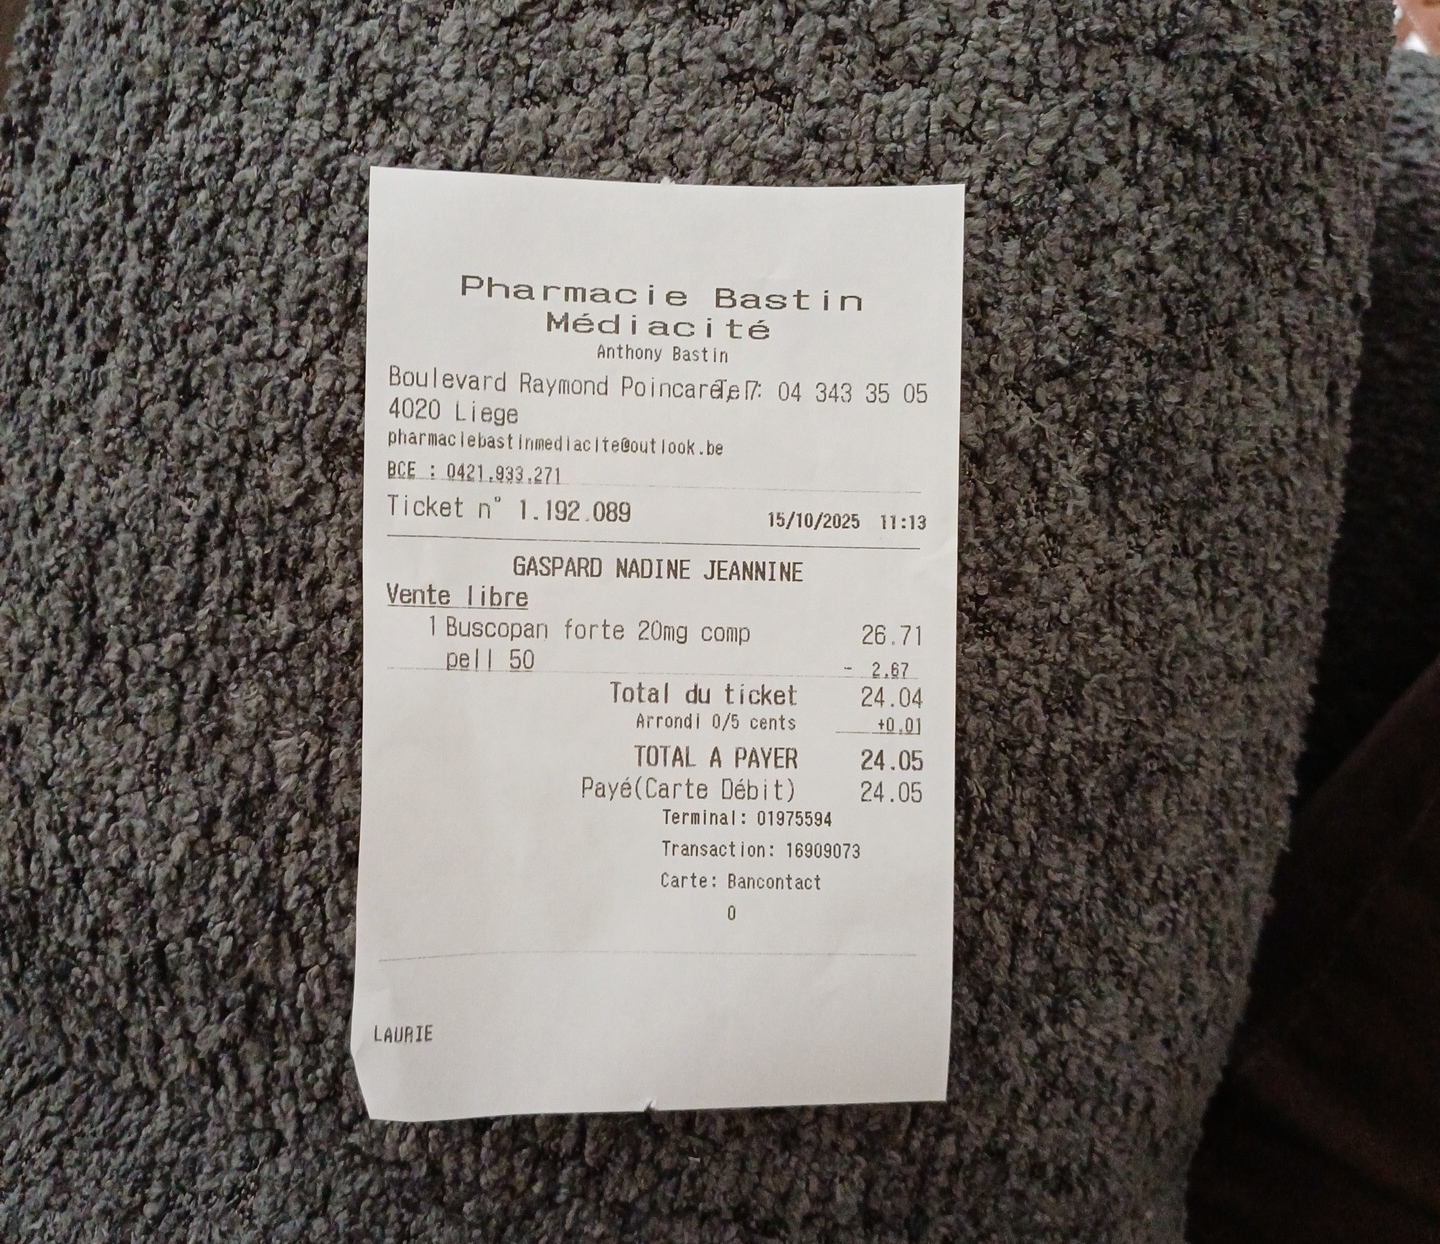 Pharmacie Bastin
Médiacité
Anthony Bastin
Boulevard Raymond Poincaré, 7 Tel : 04 343 35 05
4020 Liege
pharmaciebastinmediacite@outlook.be
BCE : 0421.933.271
Ticket n° 1.192.089 15/10/2025 11:13
GASPARD NADINE JEANNINE
Vente libre
1 Buscopan forte 20mg comp 26.71
pell 50 - 2.67
Total du ticket 24.04
Arrondi 0/5 cents +0.01
TOTAL A PAYER 24.05
Payé(Carte Débit) 24.05
Terminal: 01975594
Transaction: 16909073
Carte: Bancontact
0
LAURIE